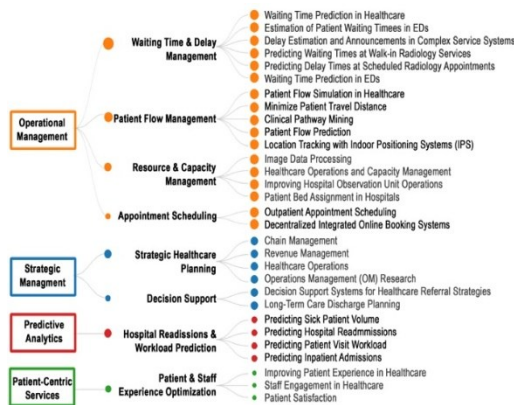 Operational
Management
Waiting Time & Delay
Management
Waiting Time Prediction in Healthcare
Estimation of Patient Waiting Timees in EDs
Delay Estimation and Announcements in Complex Service Systems
Predicting Waiting Times at Walk-in Radiology Services
Predicting Delay Times at Scheduled Radiology Appointments
Waiting Time Prediction in EDs
Patient Flow Management
Patient Flow Simulation in Healthcare
Minimize Patient Travel Distance
Clinical Pathway Mining
Patient Flow Prediction
Location Tracking with Indoor Positioning Systems (IPS)
Resource & Capacity
Management
Image Data Processing
Healthcare Operations and Capacity Management
Improving Hospital Observation Unit Operations
Patient Bed Assignment in Hospitals
Appointment Scheduling
Outpatient Appointment Scheduling
Decentralized Integrated Online Booking Systems
Strategic
Managment
Strategic Healthcare
Planning
Chain Management
Revenue Management
Healthcare Operations
Operations Management (OM) Research
Decision Support
Decision Support Systems for Healthcare Referral Strategies
Long-Term Care Discharge Planning
Predictive
Analytics
Hospital Readissions &
Workload Prediction
Predicting Sick Patient Volume
Predicting Hospital Readmmissions
Predicting Patient Visit Workload
Predicting Inpatient Admissions
Patient-Centric
Services
Patient & Staff
Experience Optimization
Improving Patient Experience in Healthcare
Staff Engagement in Healthcare
Patient Satisfaction